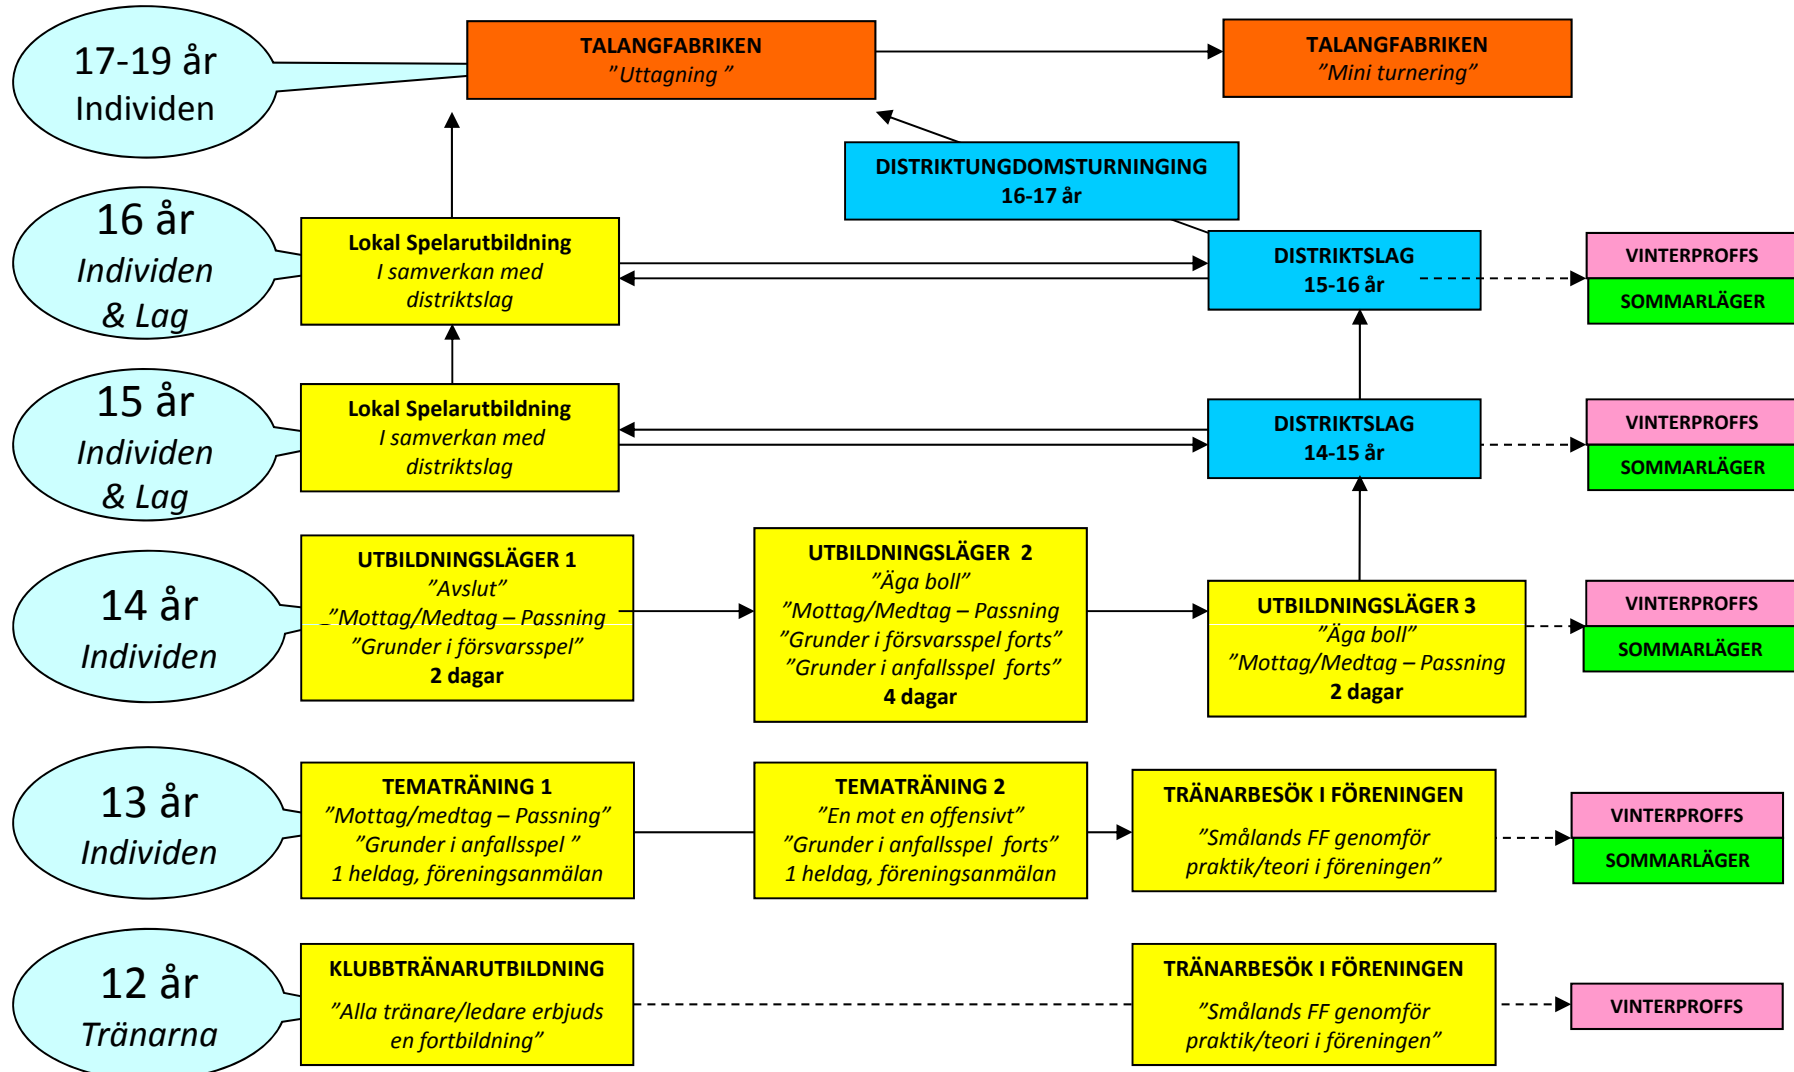 17-19 år
Individen
TALANGFABRIKEN
”Uttagning ”
TALANGFABRIKEN
”Mini turnering”
DISTRIKTUNGDOMSTURNINGING
16-17 år
16 år
Individen
& Lag
Lokal Spelarutbildning
I samverkan med
distriktslag
DISTRIKTSLAG
15-16 år
VINTERPROFFS
SOMMARLÄGER
15 år
Individen
& Lag
Lokal Spelarutbildning
I samverkan med
distriktslag
DISTRIKTSLAG
14-15 år
VINTERPROFFS
SOMMARLÄGER
14 år
Individen
UTBILDNINGSLÄGER 1
”Avslut”
”Mottag/Medtag – Passning
”Grunder i försvarsspel”
2 dagar
UTBILDNINGSLÄGER  2
”Äga boll”
”Mottag/Medtag – Passning
”Grunder i försvarsspel forts”
”Grunder i anfallsspel  forts”
4 dagar
UTBILDNINGSLÄGER 3
”Äga boll”
”Mottag/Medtag – Passning
2 dagar
VINTERPROFFS
SOMMARLÄGER
13 år
Individen
TEMATRÄNING 1
”Mottag/medtag – Passning”
”Grunder i anfallsspel ”
1 heldag, föreningsanmälan
TEMATRÄNING 2
”En mot en offensivt”
”Grunder i anfallsspel  forts”
1 heldag, föreningsanmälan
TRÄNARBESÖK I FÖRENINGEN
”Smålands FF genomför
praktik/teori i föreningen”
VINTERPROFFS
SOMMARLÄGER
12 år
Tränarna
KLUBBTRÄNARUTBILDNING
”Alla tränare/ledare erbjuds
en fortbildning”
TRÄNARBESÖK I FÖRENINGEN
”Smålands FF genomför
praktik/teori i föreningen”
VINTERPROFFS